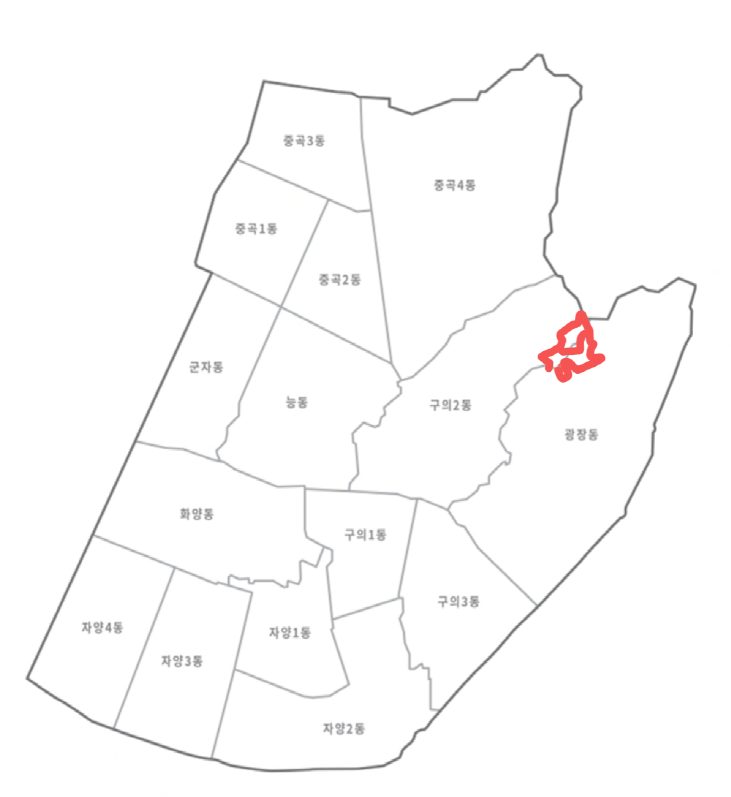 중곡3동
중곡4동
중곡1동
중곡2동
군자동
능동
구의2동
광장동
화양동
구의1동
구의3동
자양4동
자양1동
자양3동
자양2동